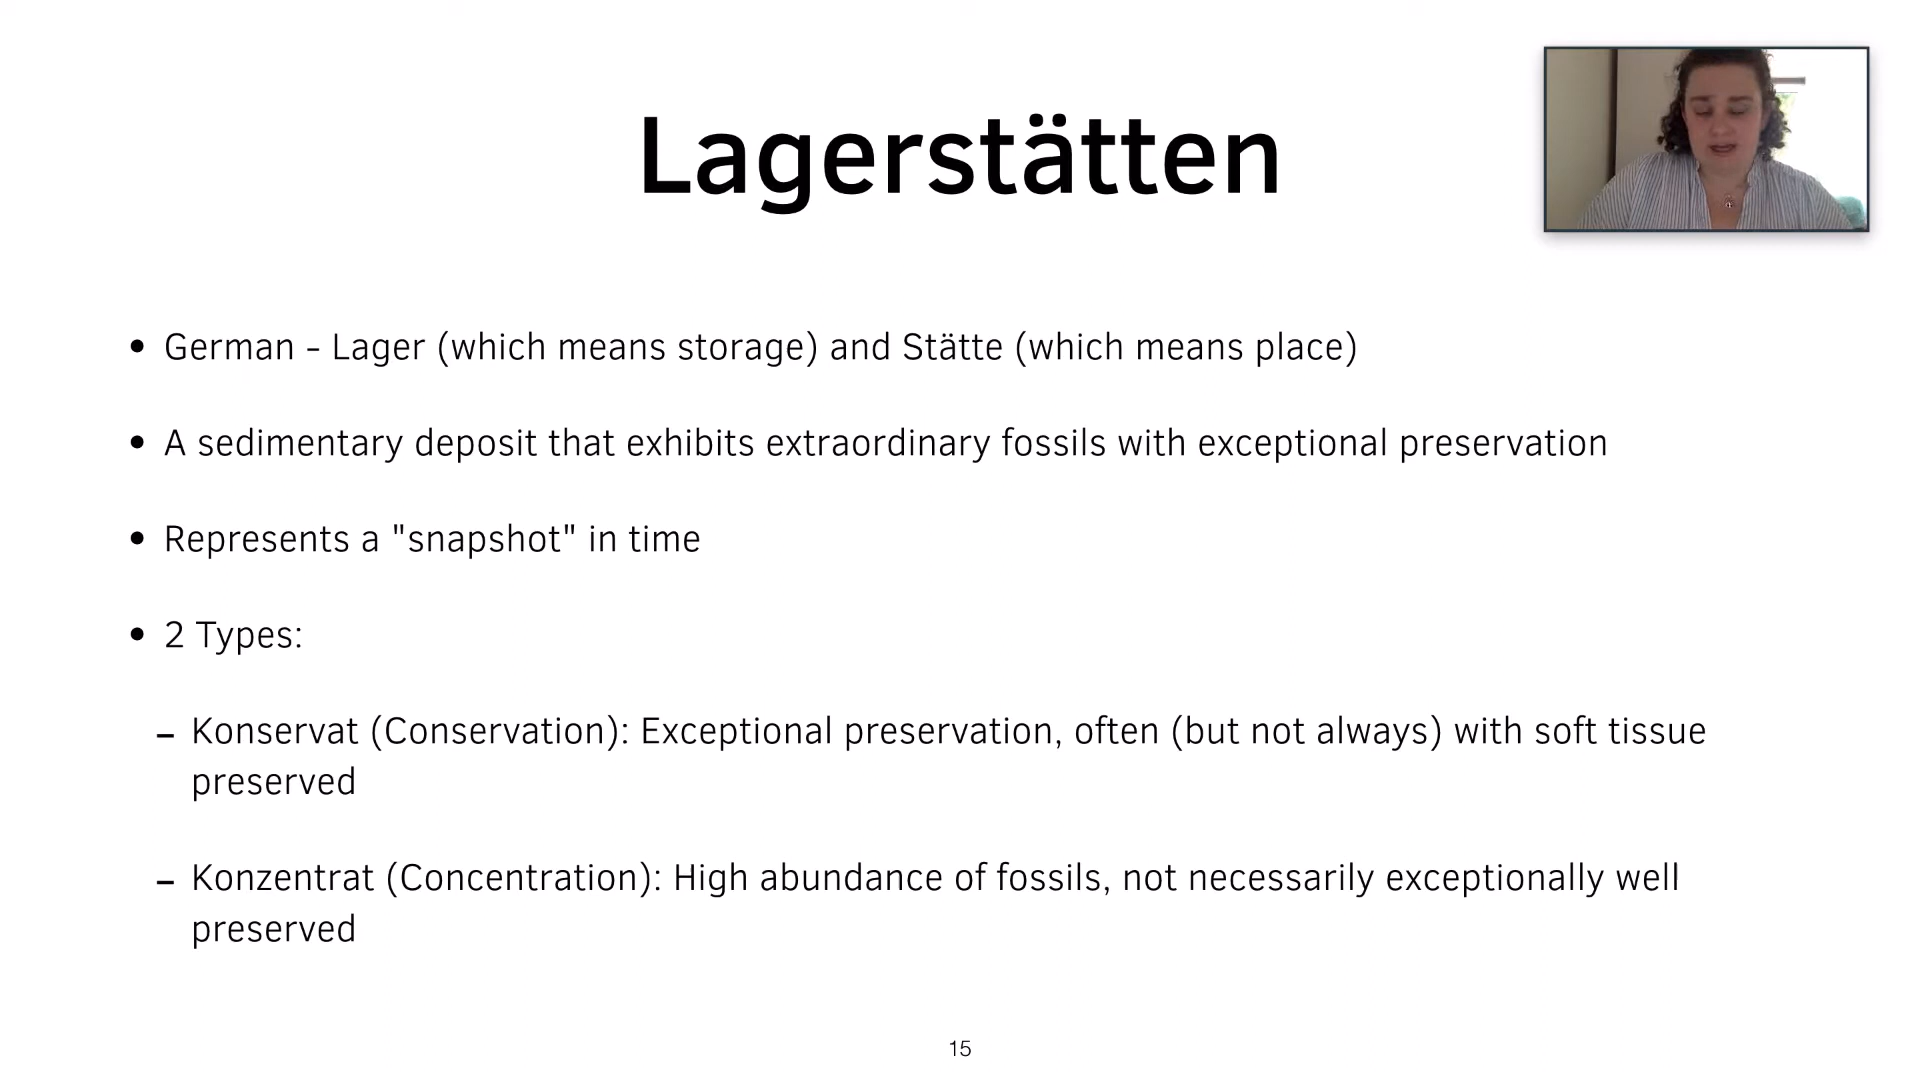 Lagerstätten
• German - Lager (which means storage) and Stätte (which means place)
• A sedimentary deposit that exhibits extraordinary fossils with exceptional preservation
• Represents a "snapshot" in time
• 2 Types:
– Konservat (Conservation): Exceptional preservation, often (but not always) with soft tissue
preserved
– Konzentrat (Concentration): High abundance of fossils, not necessarily exceptionally well
preserved
15